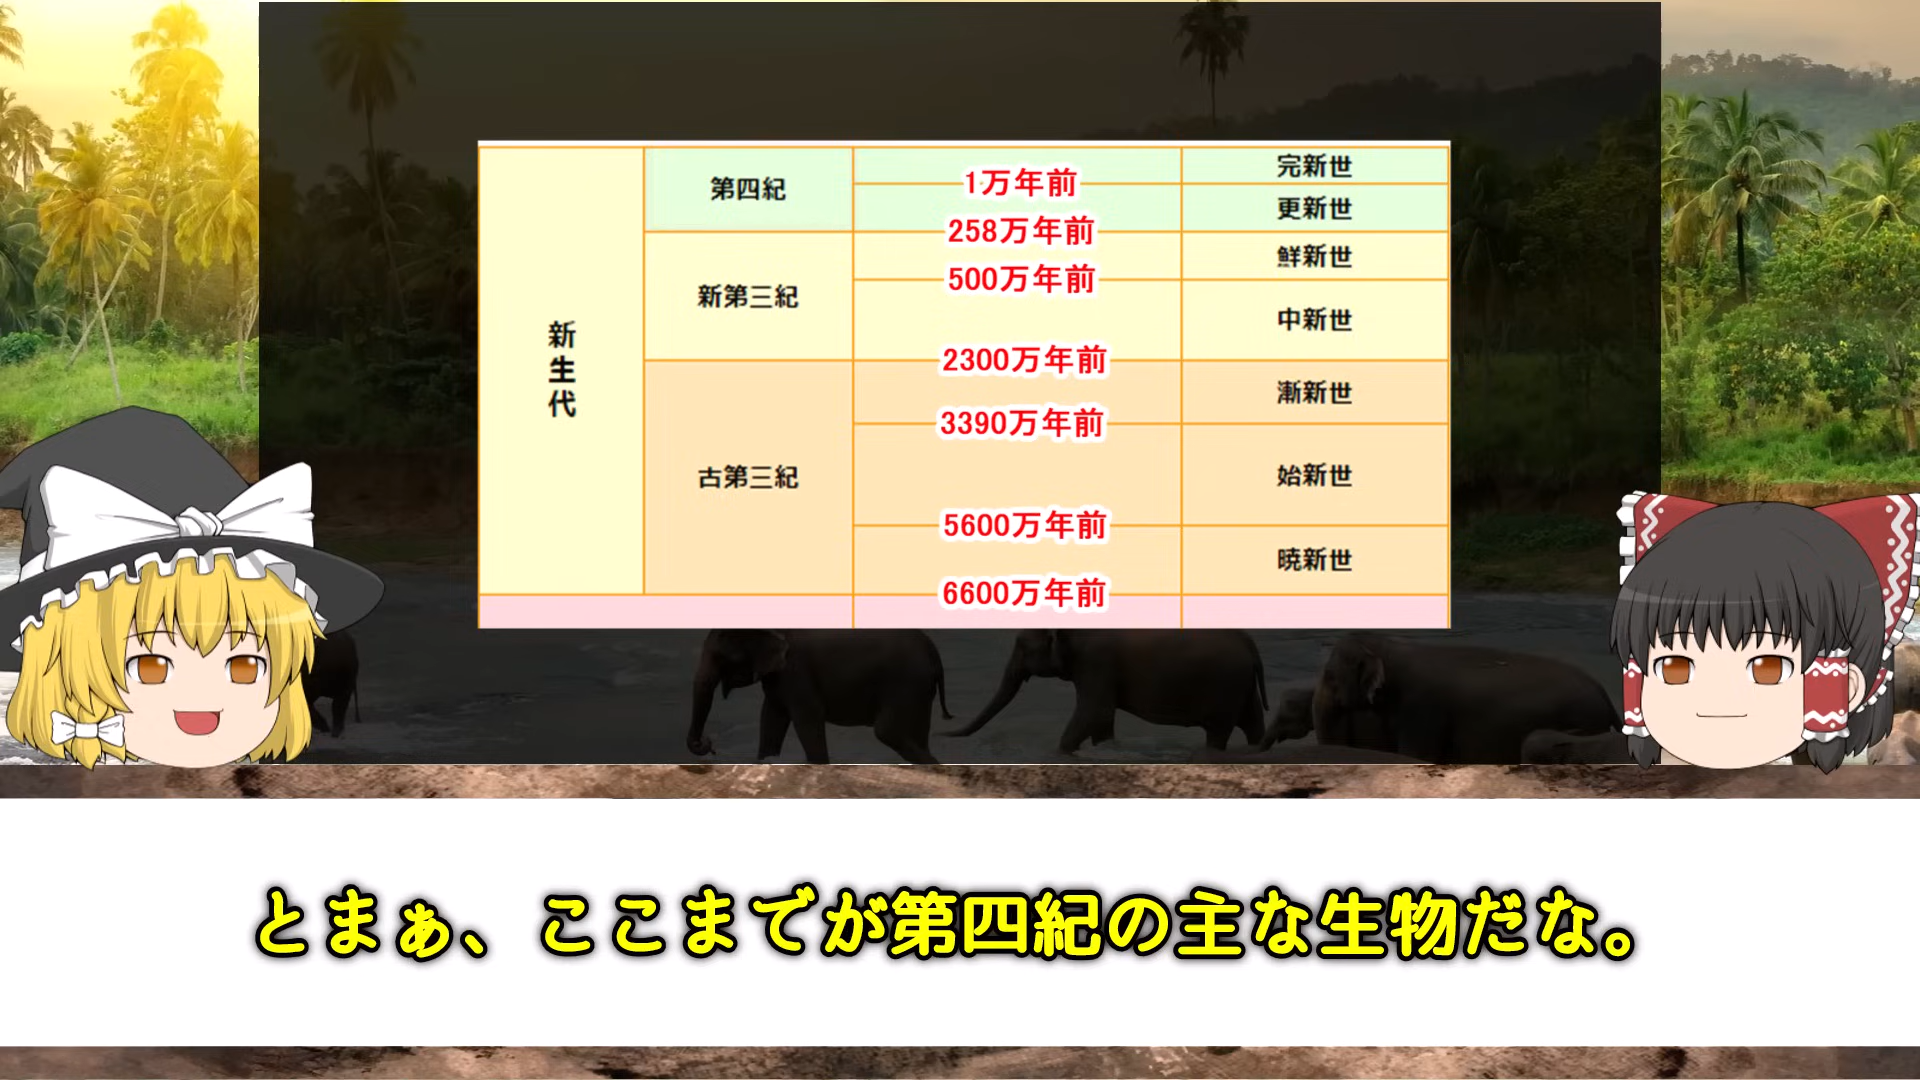 新生代
第四紀
1万年前
完新世
更新世
258万年前
新第三紀
鮮新世
500万年前
中新世
2300万年前
古第三紀
漸新世
3390万年前
始新世
5600万年前
暁新世
6600万年前
とまぁ、ここまでが第四紀の主な生物だな。